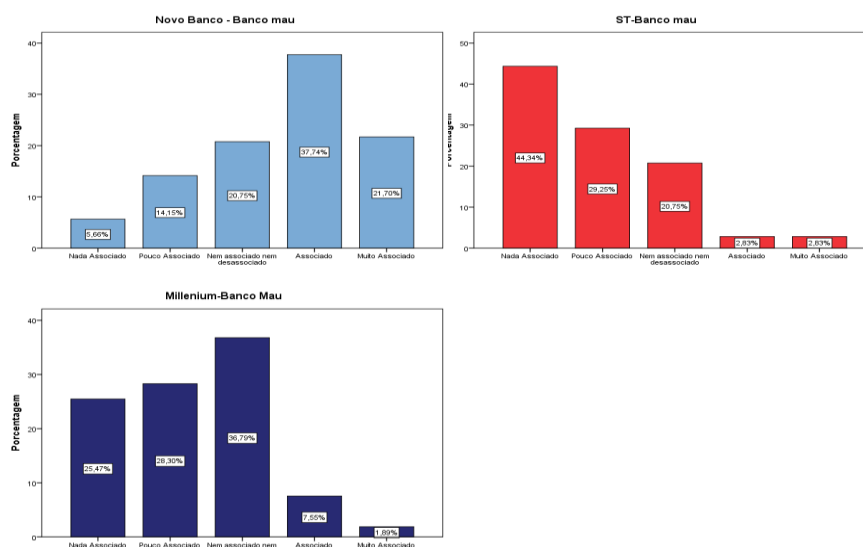 Novo Banco - Banco mau
Porcentagem
40
30
20
10
0
5,66%
14,15%
20,75%
37,74%
21,70%
Nada Associado
Pouco Associado
Nem associado nem
desassociado
Associado
Muito Associado
ST-Banco mau
Porcentagem
50
40
30
20
10
0
44,34%
29,25%
20,75%
2,83%
2,83%
Nada Associado
Pouco Associado
Nem associado nem
desassociado
Associado
Muito Associado
Millenium-Banco Mau
Porcentagem
40
30
20
10
0
25,47%
28,30%
36,79%
7,55%
1,89%
Nada Associado
Pouco Associado
Nem associado nem
Associado
Muito Associado